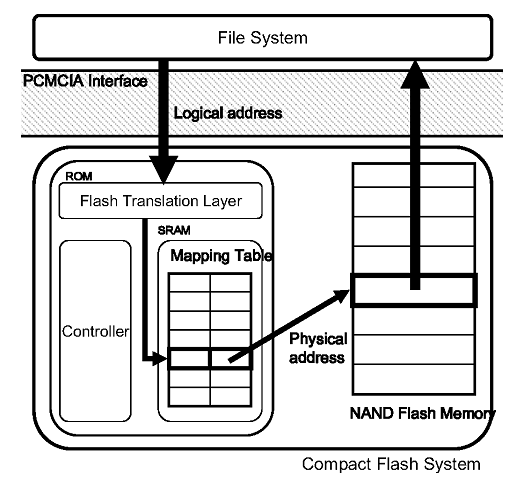 File System
PCMCIA Interface
Logical address
ROM
Flash Translation Layer
SRAM
Mapping Table
Controller
Physical
address
NAND Flash Memory
Compact Flash System